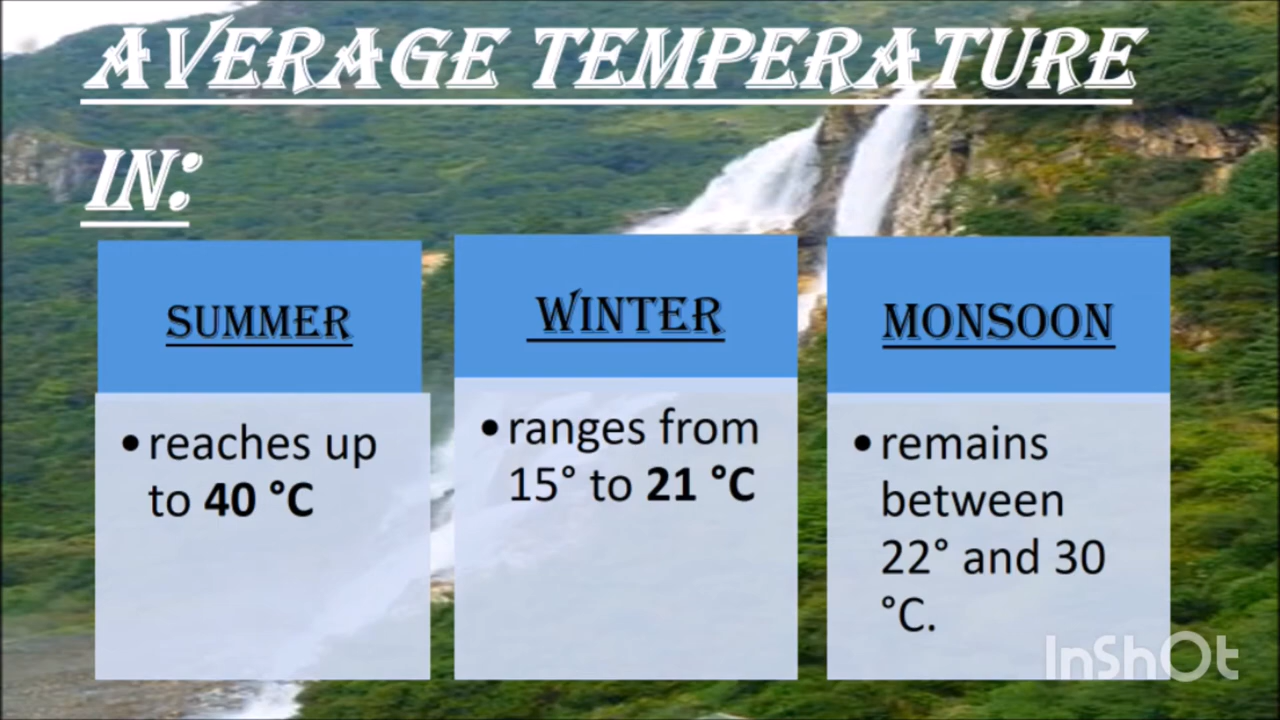 AVERAGE TEMPERATURE
IN:
SUMMER
• reaches up
to 40 °C
WINTER
• ranges from
15° to 21 °C
MONSOON
• remains
between
22° and 30
°C.
InShOt